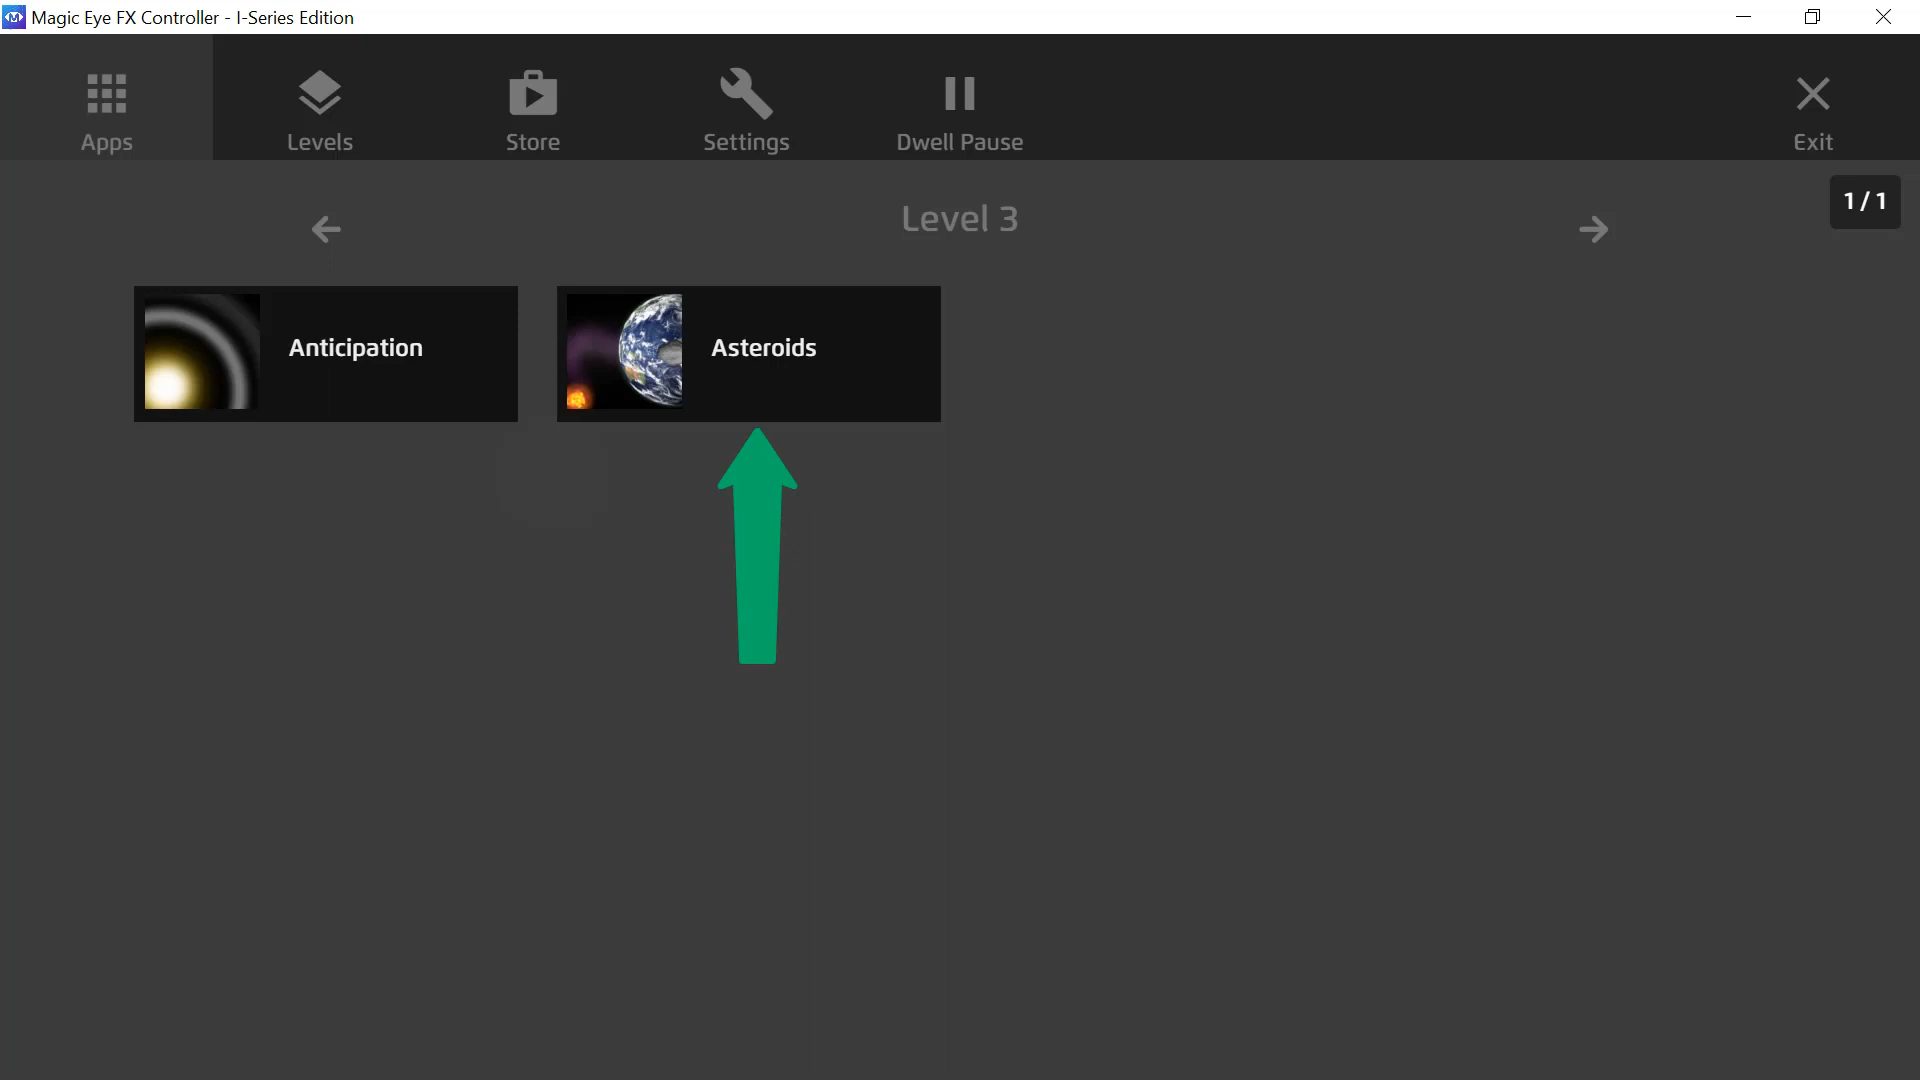 Magic Eye FX Controller - I-Series Edition
Apps
Levels
Store
Settings
Dwell Pause
Exit
Level 3
1 / 1
Anticipation
Asteroids